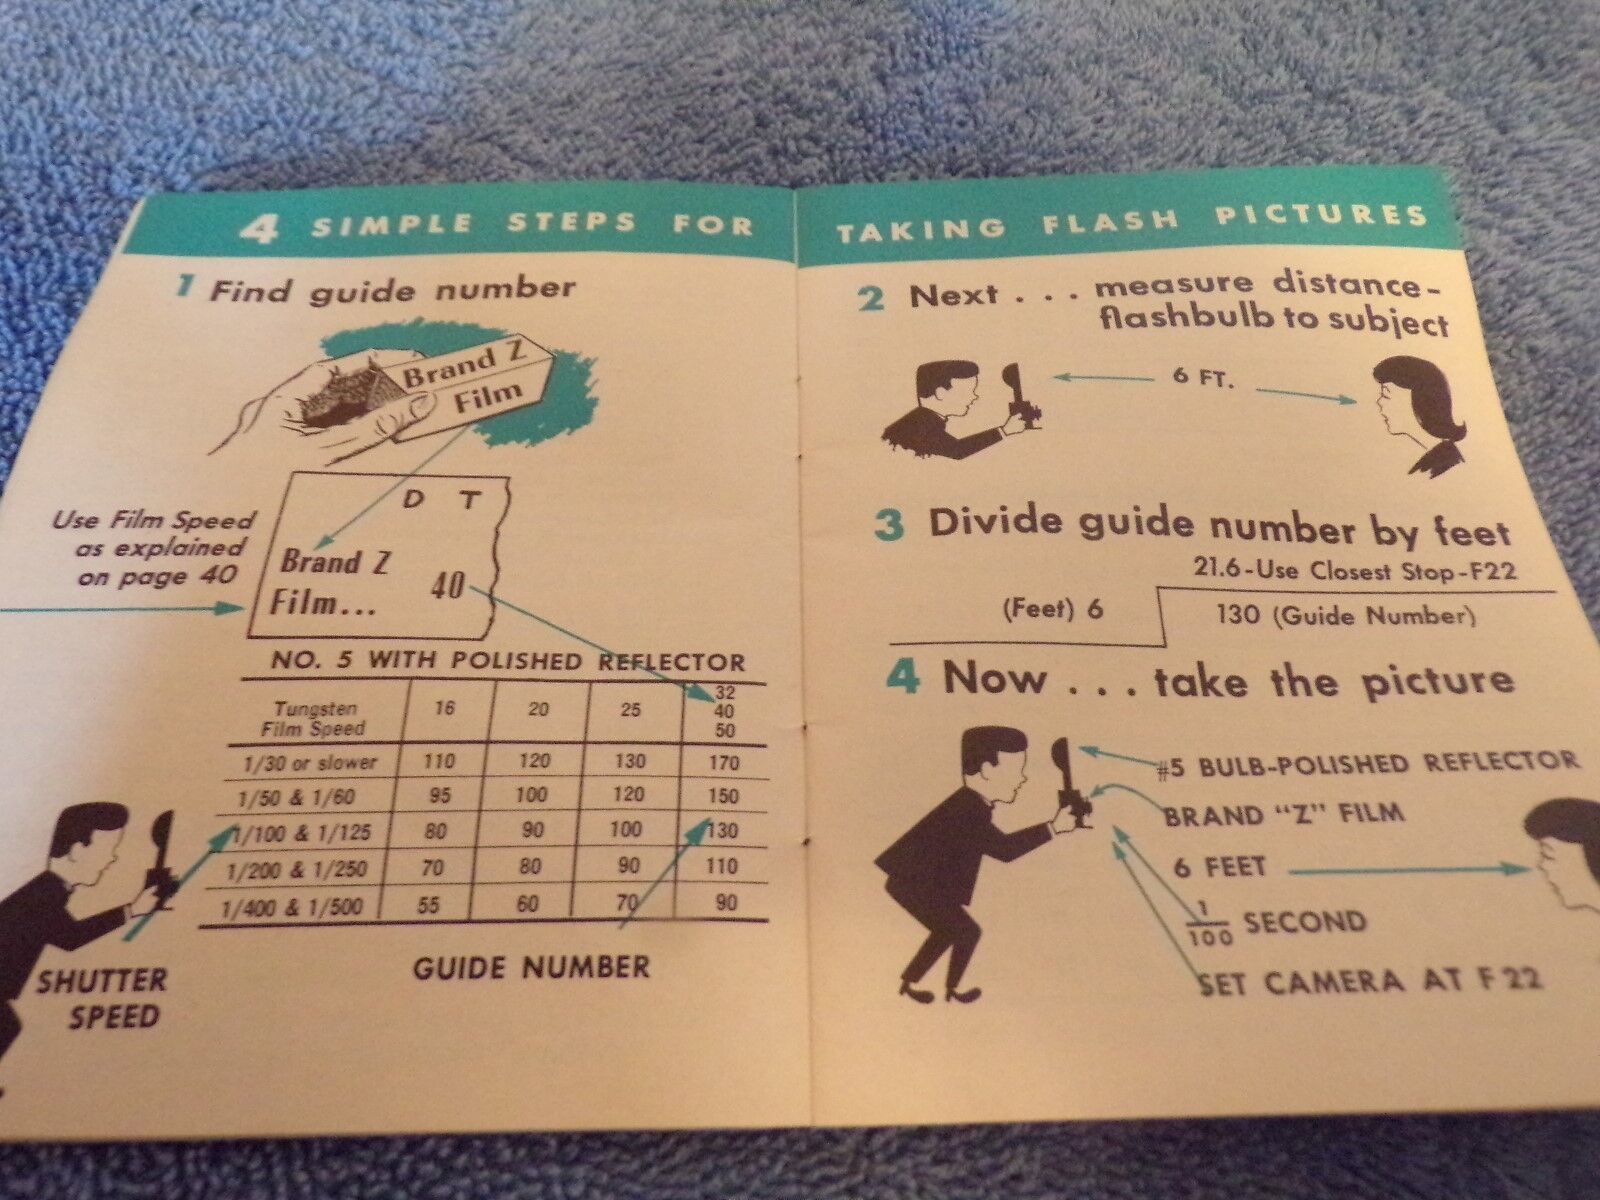 4 SIMPLE STEPS FOR
1 Find guide number
Brand Z
Film
D T
Use Film Speed
as explained
on page 40
Brand Z
Film... 40
NO. 5 WITH POLISHED REFLECTOR
Tungsten Film Speed 16 20 25 32 40 50
1/30 or slower 110 120 130 170
1/50 & 1/60 95 100 120 150
1/100 & 1/125 80 90 100 130
1/200 & 1/250 70 80 90 110
1/400 & 1/500 55 60 70 90
SHUTTER
SPEED
GUIDE NUMBER
TAKING FLASH PICTURES
2 Next . . . measure distance-
flashbulb to subject
6 FT.
3 Divide guide number by feet
21.6-Use Closest Stop-F22
(Feet) 6 130 (Guide Number)
4 Now . . . take the picture
#5 BULB-POLISHED REFLECTOR
BRAND "Z" FILM
6 FEET
1/100 SECOND
SET CAMERA AT F 22